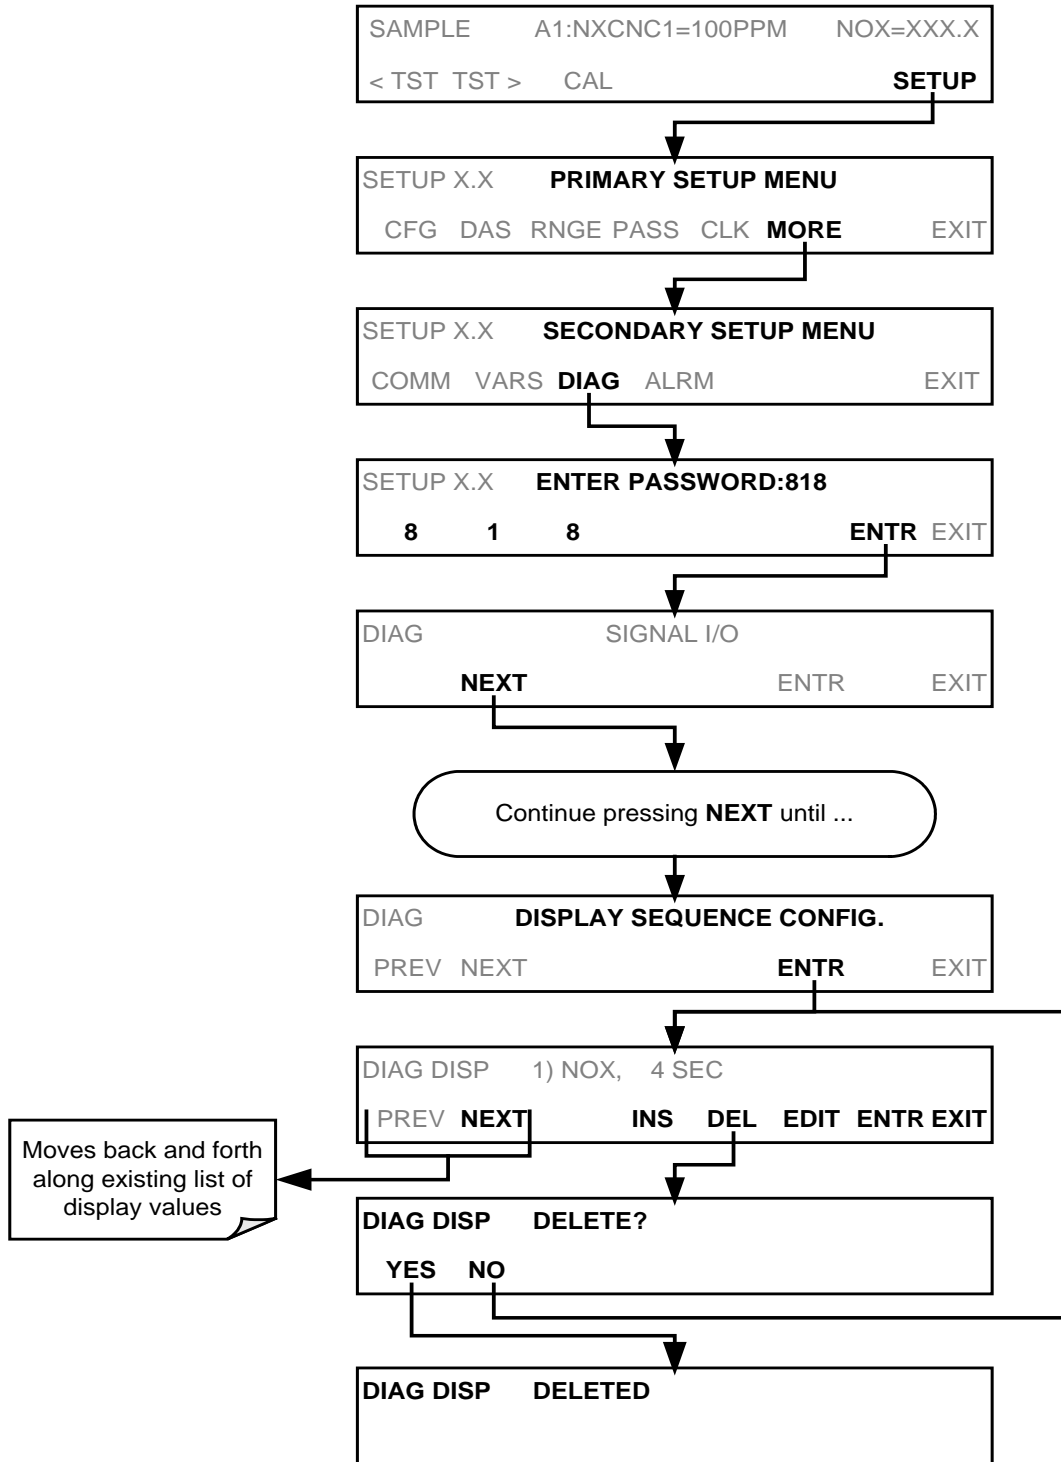 SAMPLE A1:NXCNC1=100PPM NOX=XXX.X
< TST TST > CAL SETUP
SETUP X.X PRIMARY SETUP MENU
CFG DAS RNGE PASS CLK MORE EXIT
SETUP X.X SECONDARY SETUP MENU
COMM VARS DIAG ALRM EXIT
SETUP X.X ENTER PASSWORD:818
8 1 8 ENTR EXIT
DIAG SIGNAL I/O
NEXT ENTR EXIT
Continue pressing NEXT until ...
DIAG DISPLAY SEQUENCE CONFIG.
PREV NEXT ENTR EXIT
DIAG DISP 1) NOX, 4 SEC
PREV NEXT INS DEL EDIT ENTR EXIT
Moves back and forth
along existing list of
display values
DIAG DISP DELETE?
YES NO
DIAG DISP DELETED